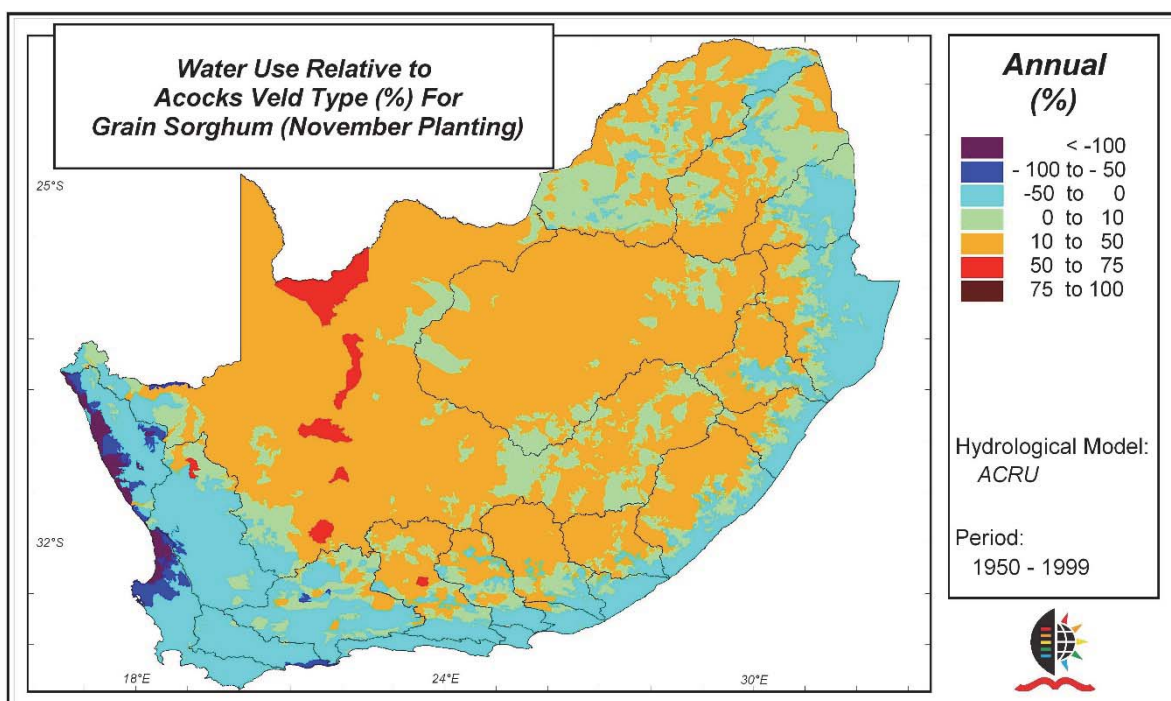 Water Use Relative to
Acocks Veld Type (%) For
Grain Sorghum (November Planting)
25°S
32°S
18°E
24°E
30°E
Annual
(%)
< -100
- 100 to - 50
-50 to 0
0 to 10
10 to 50
50 to 75
75 to 100
Hydrological Model:
ACRU
Period:
1950 - 1999